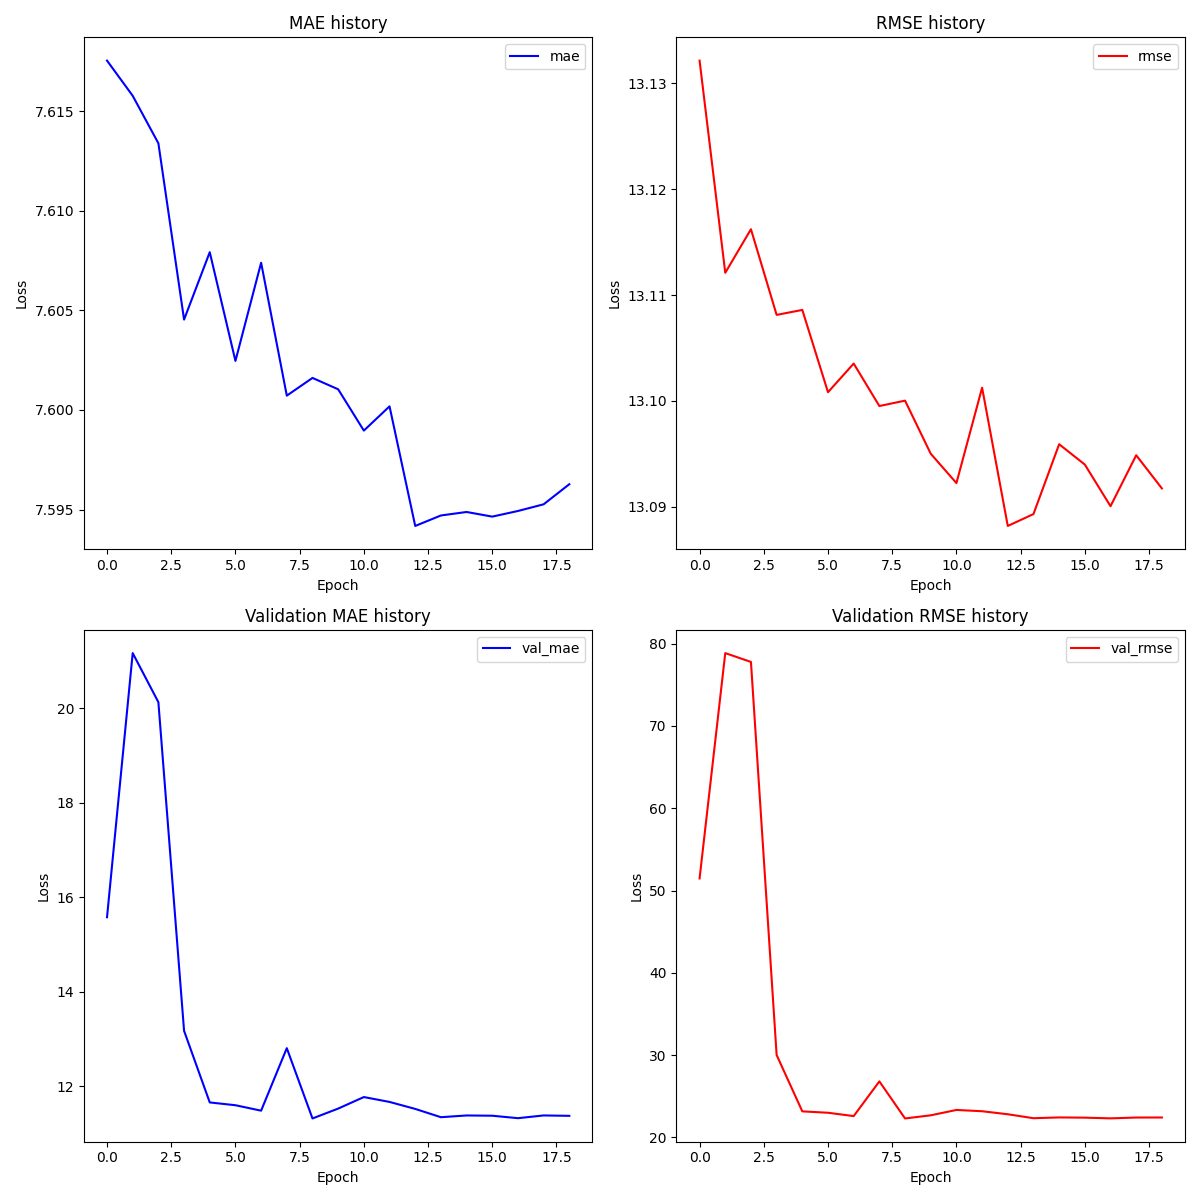 MAE history
mae
7.615
7.610
7.605
7.600
7.595
Loss
0.0 2.5 5.0 7.5 10.0 12.5 15.0 17.5
Epoch
RMSE history
rmse
13.13
13.12
13.11
13.10
13.09
Loss
0.0 2.5 5.0 7.5 10.0 12.5 15.0 17.5
Epoch
Validation MAE history
val_mae
20
18
16
14
12
Loss
0.0 2.5 5.0 7.5 10.0 12.5 15.0 17.5
Epoch
Validation RMSE history
val_rmse
80
70
60
50
40
30
20
Loss
0.0 2.5 5.0 7.5 10.0 12.5 15.0 17.5
Epoch